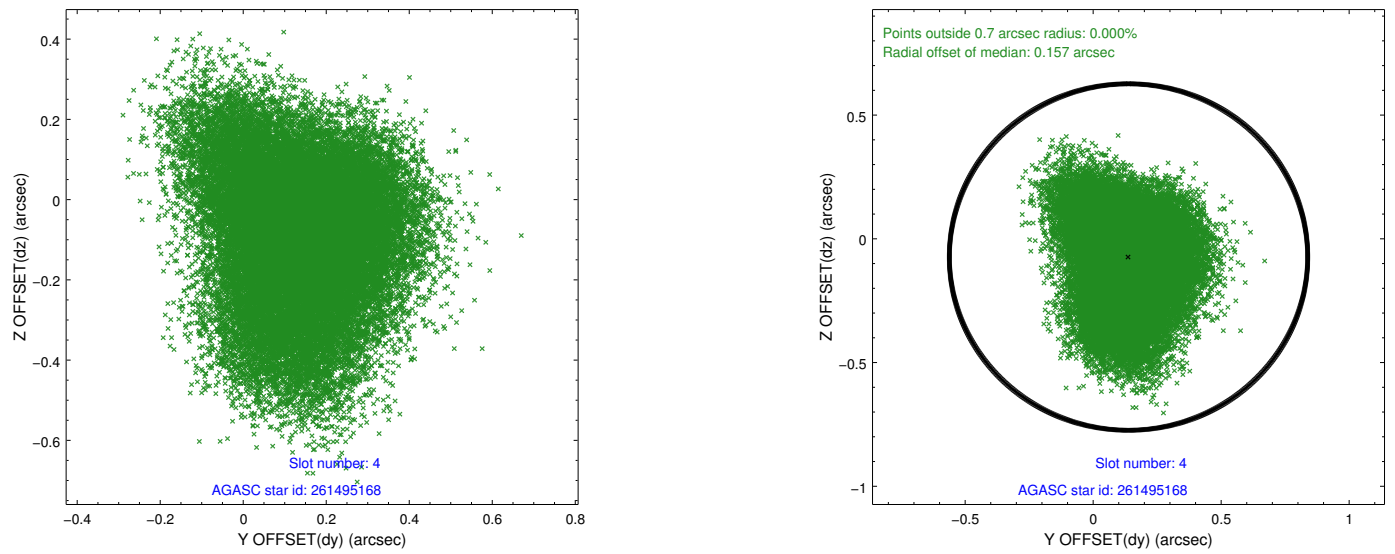 0.4
0.2
0
−0.2
−0.4
−0.6
−0.4
−0.2
0
0.2
0.4
0.6
0.8
Z OFFSET(dz) (arcsec)
Y OFFSET(dy) (arcsec)
Slot number: 4
AGASC star id: 261495168
Points outside 0.7 arcsec radius: 0.000%
Radial offset of median: 0.157 arcsec
0.5
0
−0.5
−1
−0.5
0
0.5
1
Z OFFSET(dz) (arcsec)
Y OFFSET(dy) (arcsec)
Slot number: 4
AGASC star id: 261495168